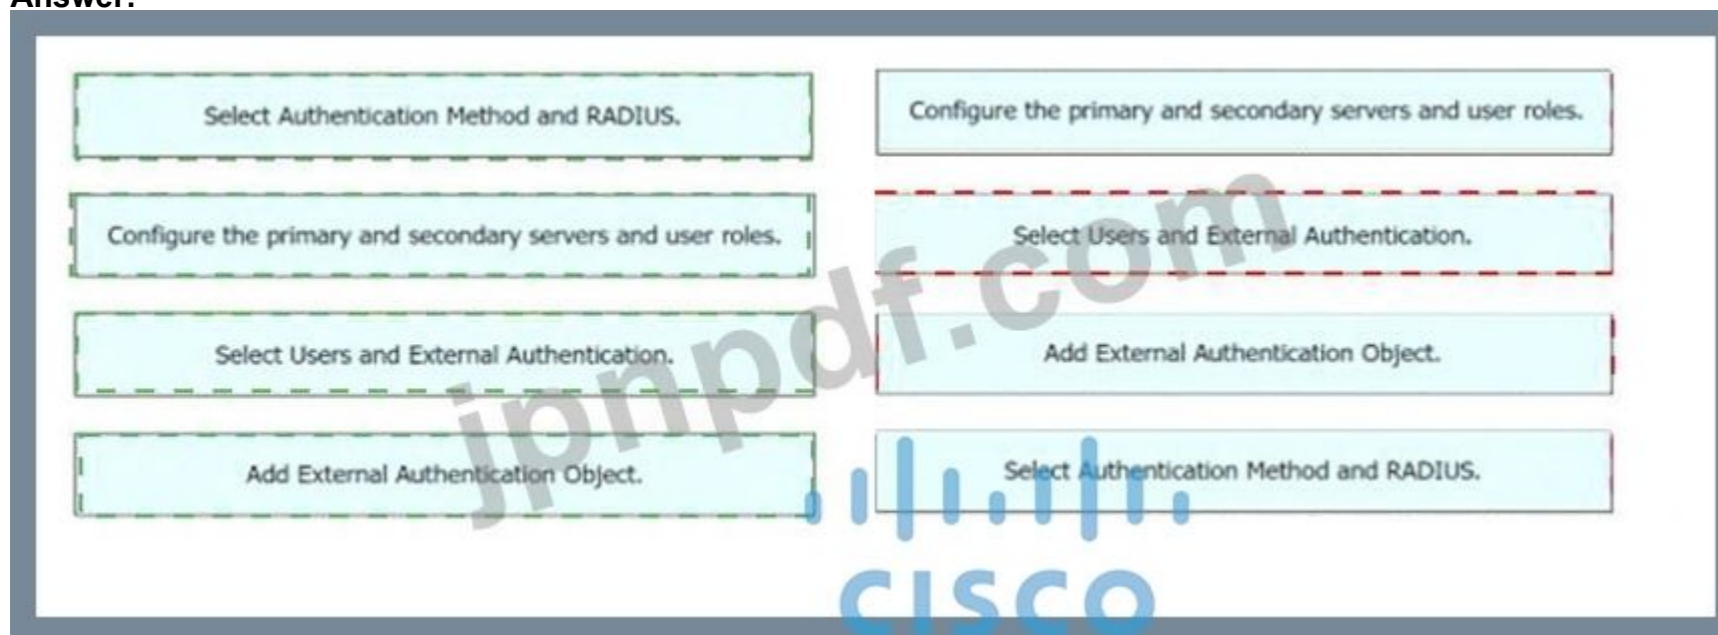 Answer:
Select Authentication Method and RADIUS.
Configure the primary and secondary servers and user roles.
Select Users and External Authentication.
Add External Authentication Object.
Configure the primary and secondary servers and user roles.
Select Users and External Authentication.
Add External Authentication Object.
Select Authentication Method and RADIUS.
jpnpdf.com
CISCO